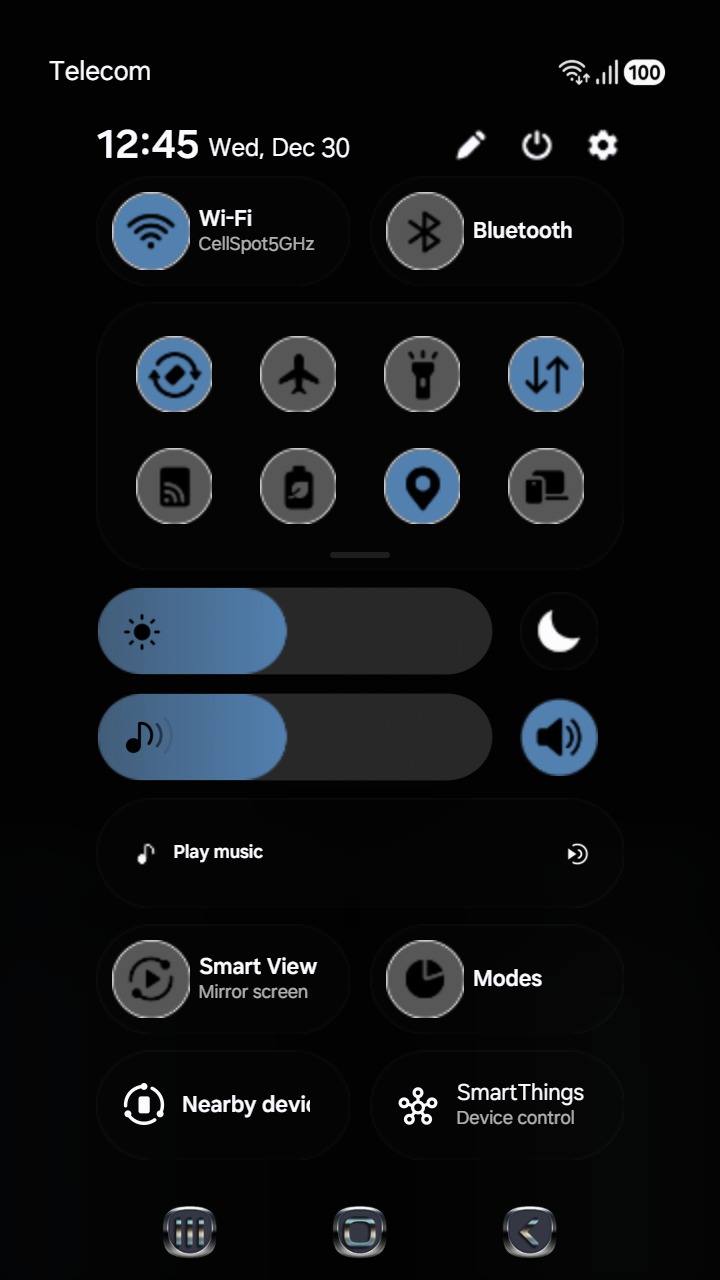 Telecom
100
12:45 Wed, Dec 30
Wi-Fi
CellSpot5GHz
Bluetooth
Play music
Smart View
Mirror screen
Modes
Nearby devi
SmartThings
Device control